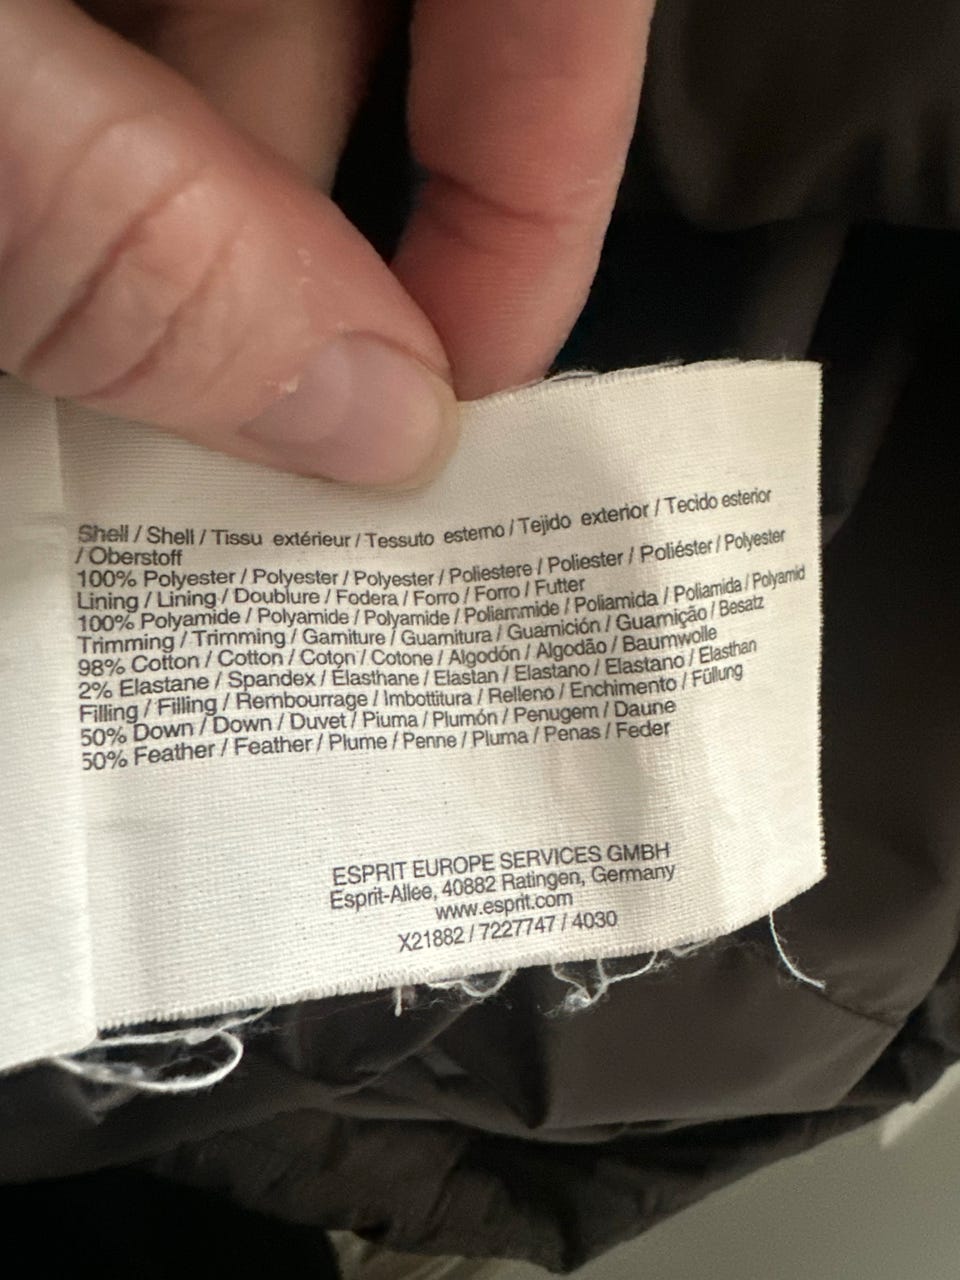 Shell / Shell / Tissu extérieur / Tessuto esterno / Tejido exterior / Tecido esterior
/ Oberstoff
100% Polyester / Polyester / Polyester / Poliestere / Poliester / Poliéster / Polyester
Lining / Lining / Doublure / Fodera / Forro / Forro / Futter
100% Polyamide / Polyamide / Polyamide / Poliammide / Poliamida / Poliamida / Polyamid
Trimming / Trimming / Garniture / Guarnitura / Guarnición / Guarnição / Besatz
98% Cotton / Cotton / Coton / Cotone / Algodón / Algodão / Baumwolle
2% Elastane / Spandex / Élasthane / Elastan / Elastano / Elastano / Elasthan
Filling / Filling / Rembourrage / Imbottitura / Relleno / Enchimento / Füllung
50% Down / Down / Duvet / Piuma / Plumón / Penugem / Daune
50% Feather / Feather / Plume / Penne / Pluma / Penas / Feder
ESPRIT EUROPE SERVICES GMBH
Esprit-Allee, 40882 Ratingen, Germany
www.esprit.com
X21882 / 7227747 / 4030